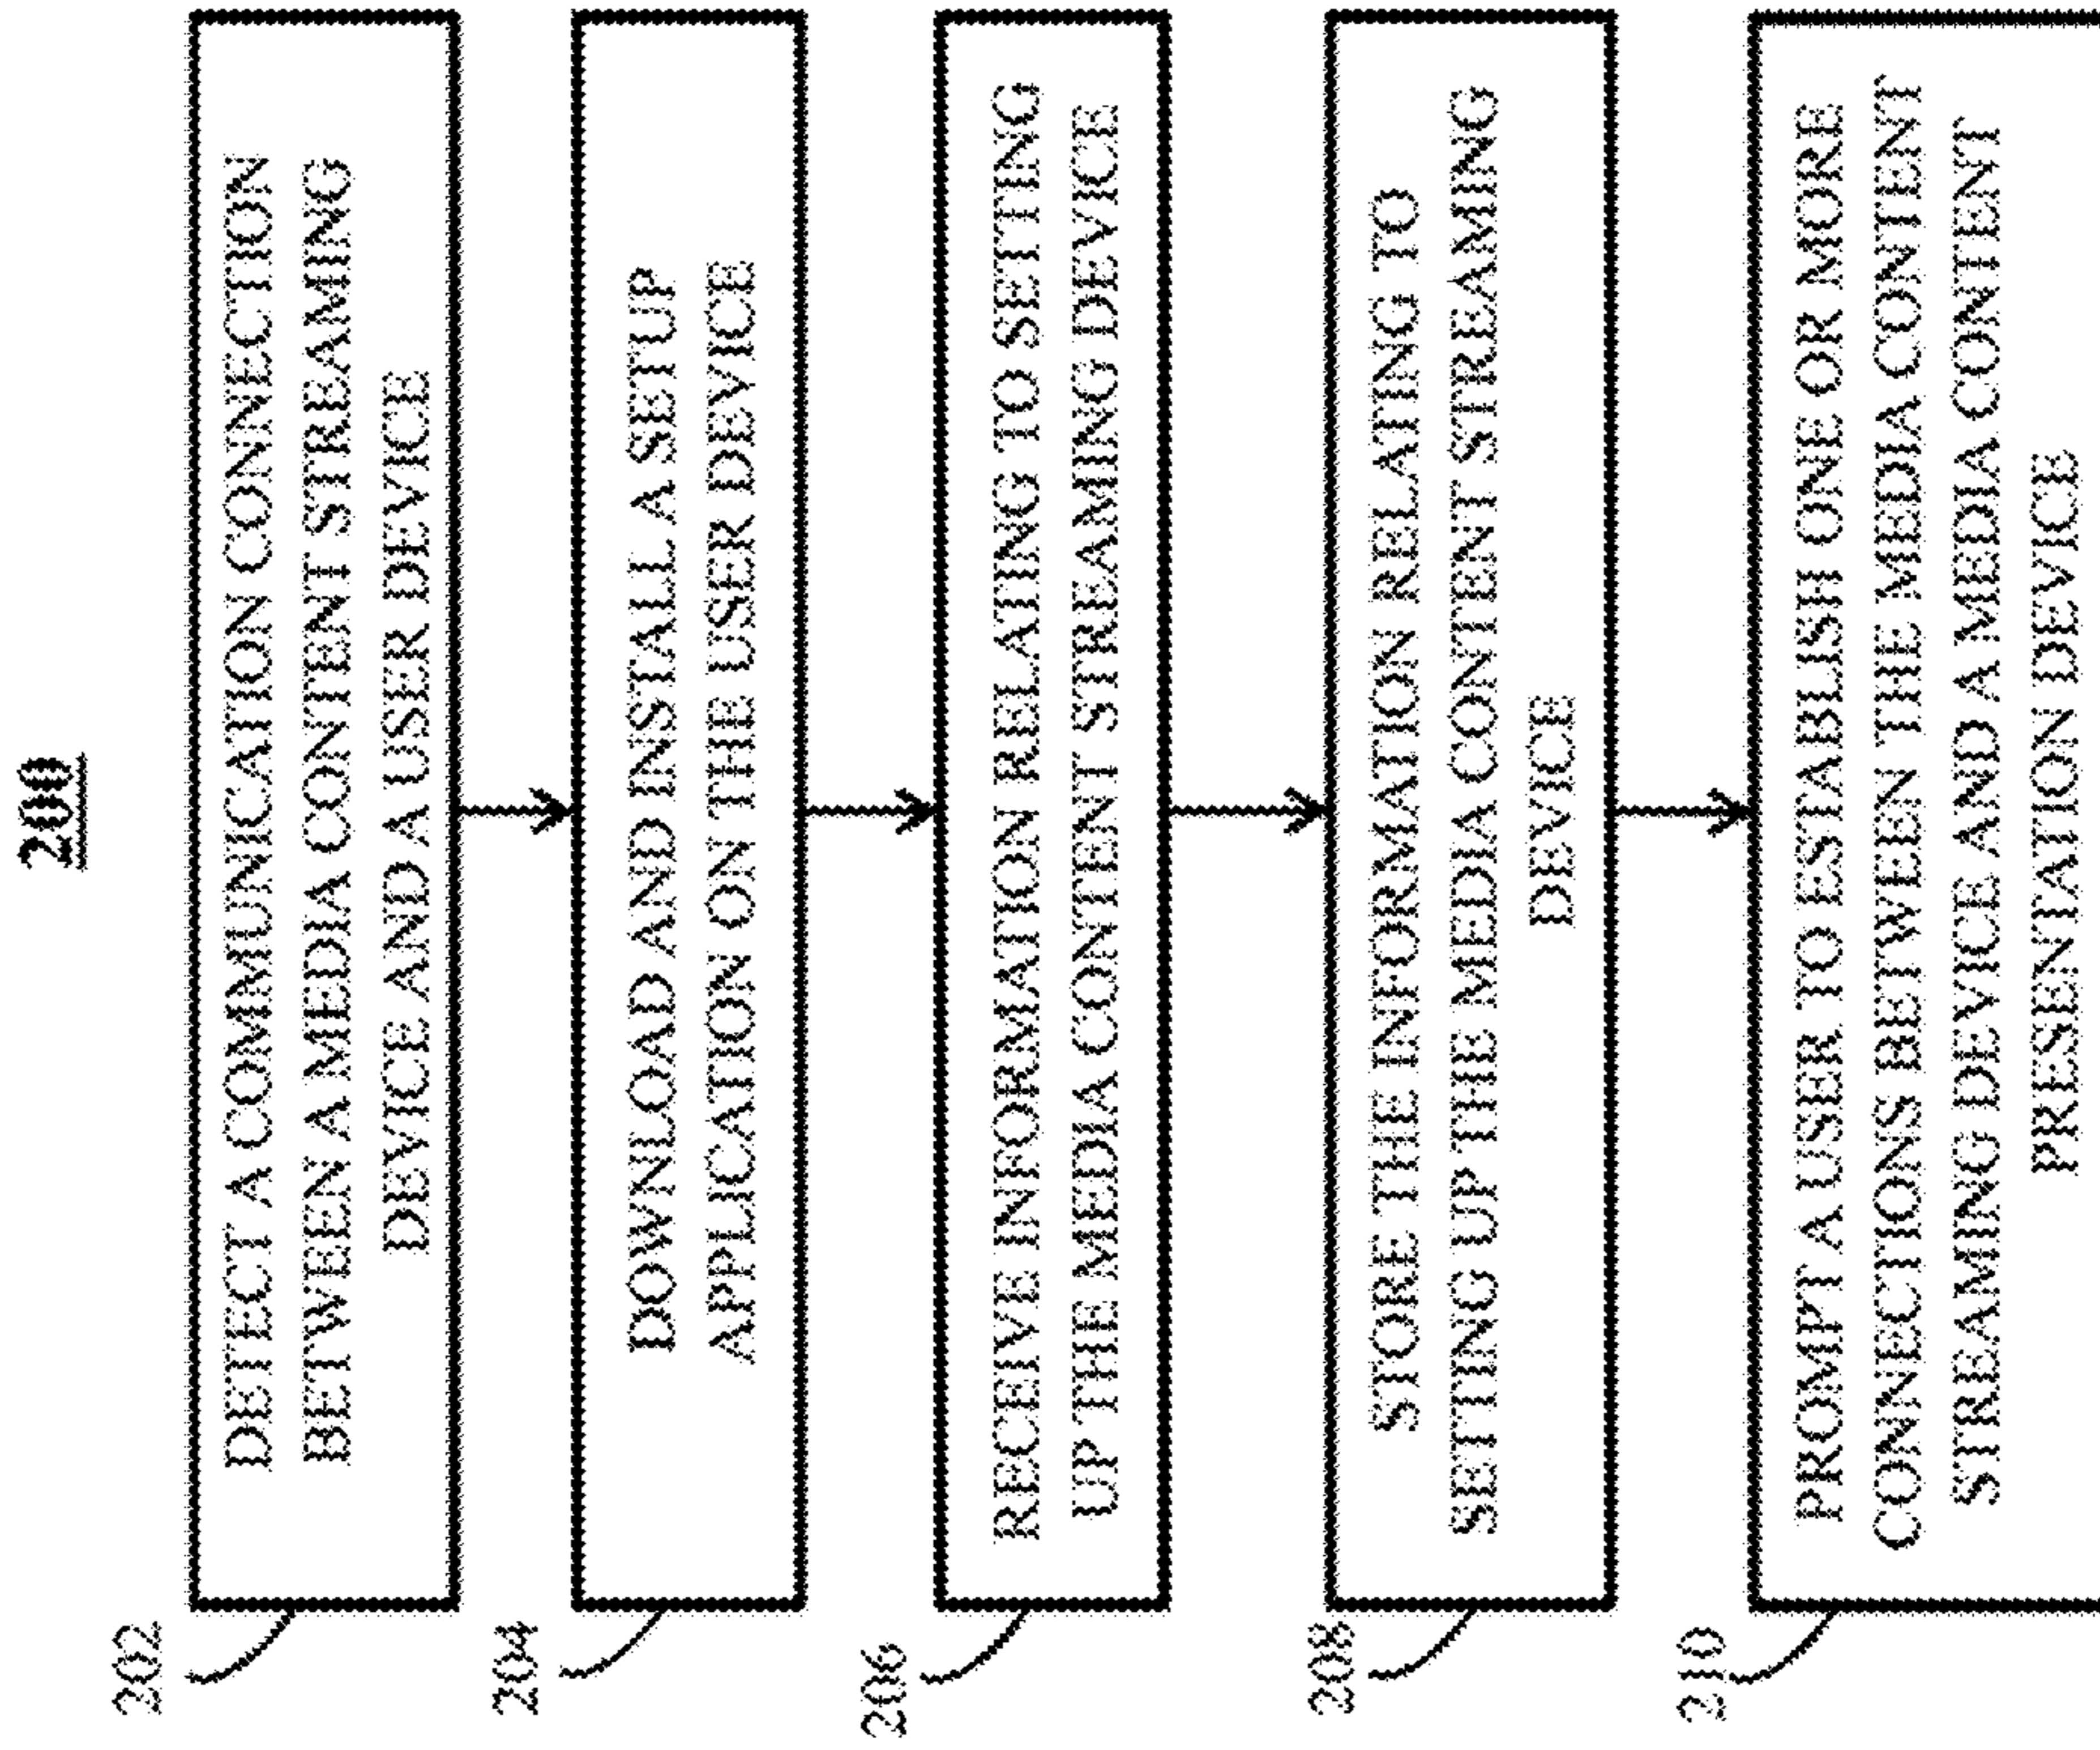 200
202
DETECT A COMMUNICATION CONNECTION
BETWEEN A MEDIA CONTENT STREAMING
DEVICE AND A USER DEVICE
204
DOWNLOAD AND INSTALL A SETUP
APPLICATION ON THE USER DEVICE
206
RECEIVE INFORMATION RELATING TO SETTING
UP THE MEDIA CONTENT STREAMING DEVICE
208
STORE THE INFORMATION RELATING TO
SETTING UP THE MEDIA CONTENT STREAMING
DEVICE
210
PROMPT A USER TO ESTABLISH ONE OR MORE
CONNECTIONS BETWEEN THE MEDIA CONTENT
STREAMING DEVICE AND A MEDIA CONTENT
PRESENTATION DEVICE